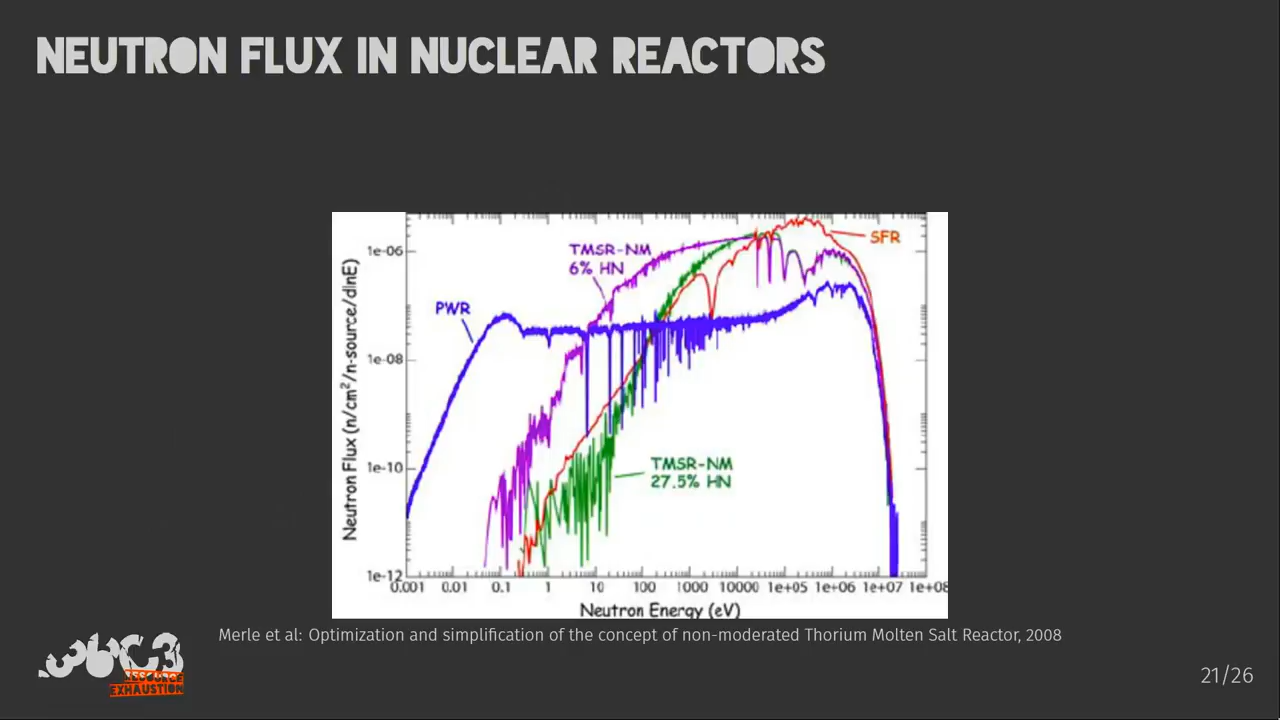 NEUTRON FLUX IN NUCLEAR REACTORS
Neutron Flux (n/cm²/n-source/dlnE)
1e-06
1e-08
1e-10
1e-12
PWR
TMSR-NM
6% HN
SFR
TMSR-NM
27.5% HN
0.001 0.01 0.1 1 10 100 1000 10000 1e+05 1e+06 1e+07 1e+08
Neutron Energy (eV)
Merle et al: Optimization and simplification of the concept of non-moderated Thorium Molten Salt Reactor, 2008
36C3
RESOURCE
EXHAUSTION
21/26